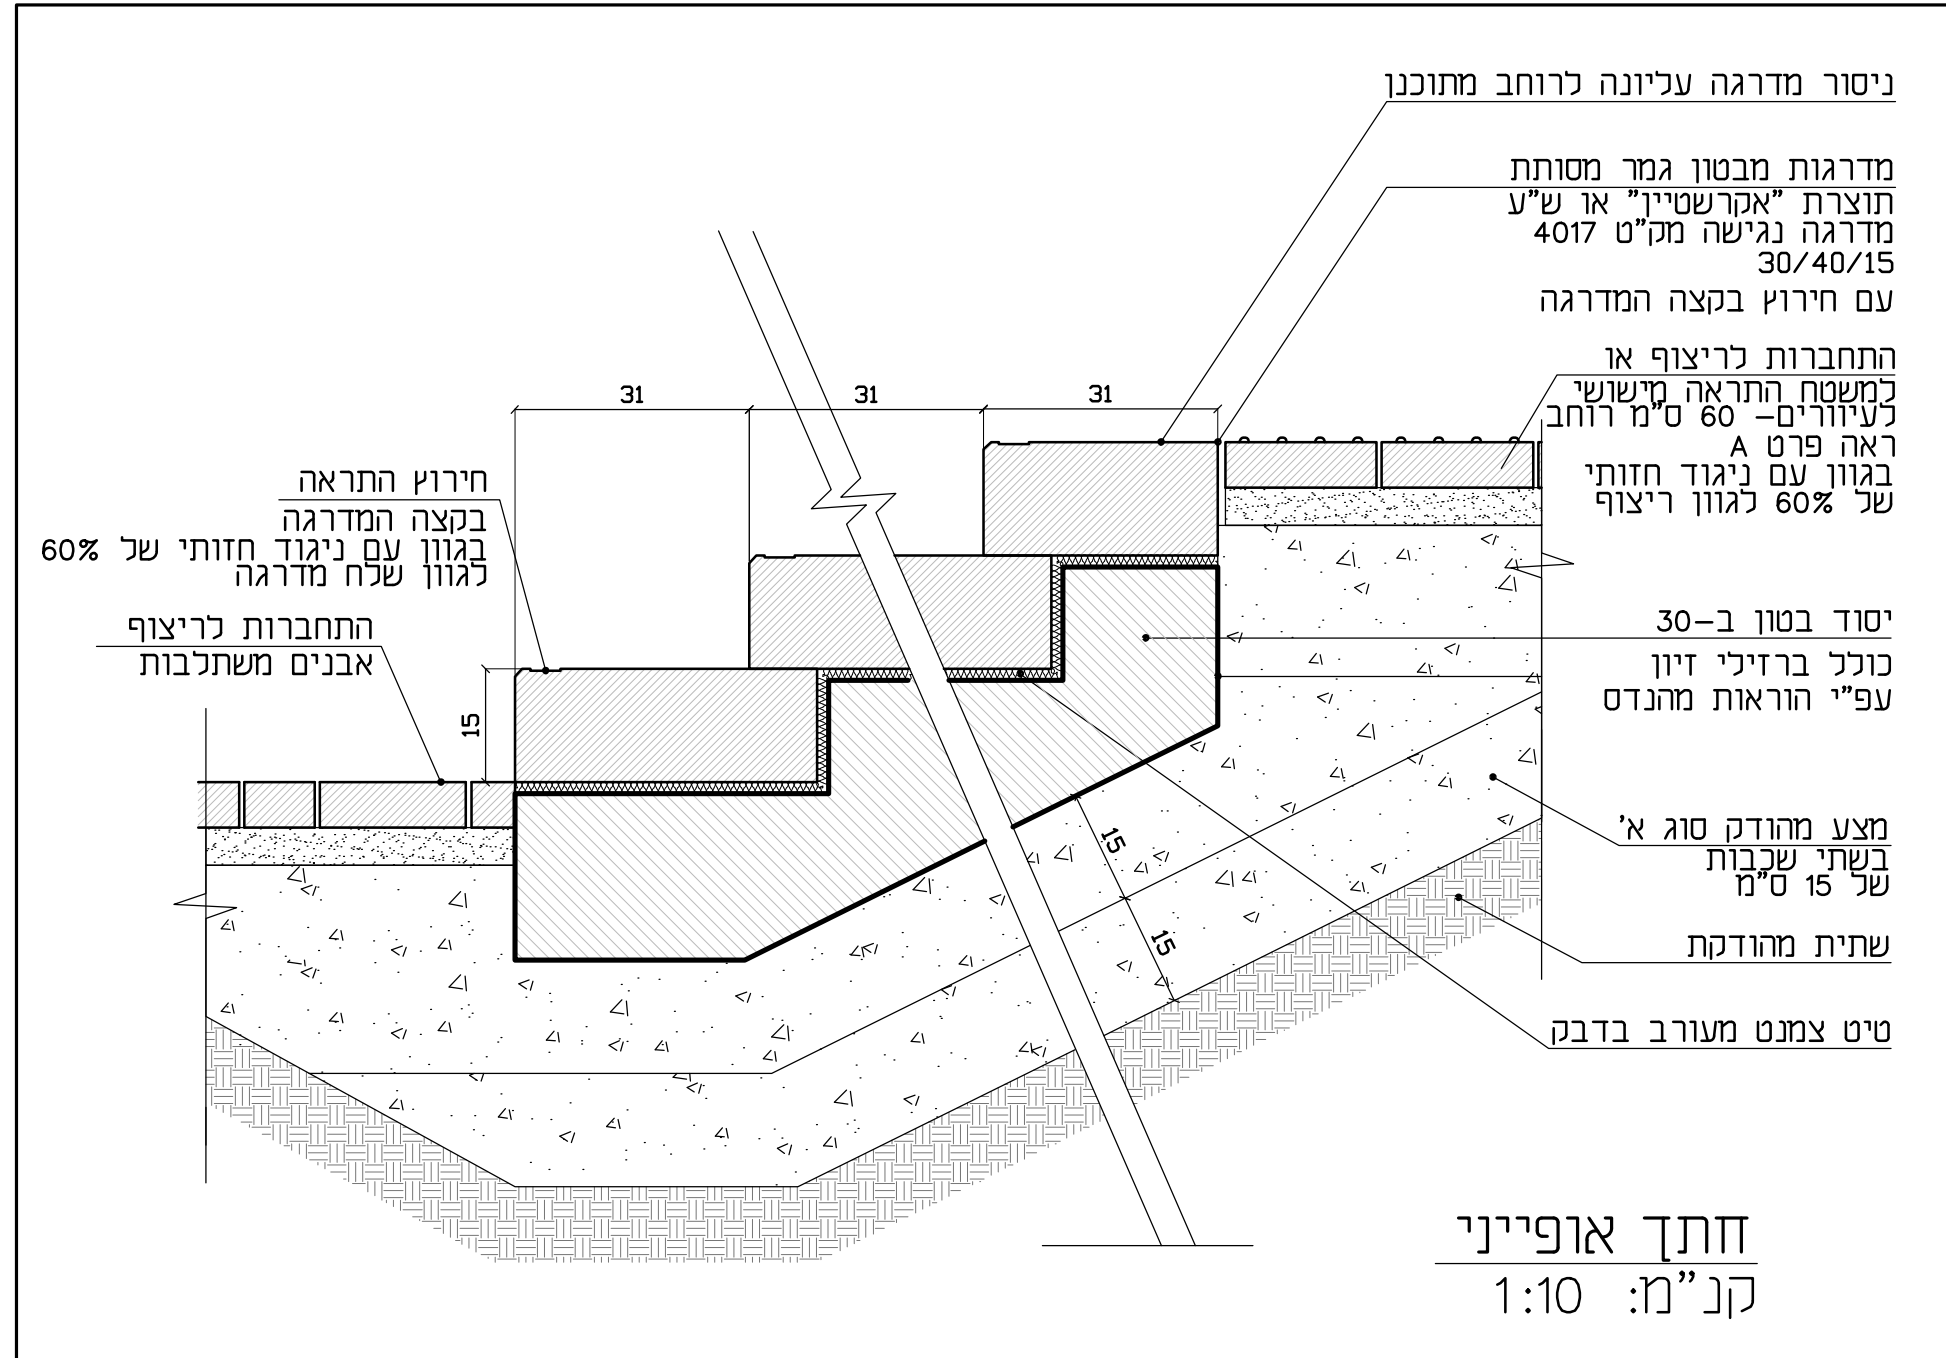 ניסור מדרגה עליונה לרוחב מתוכנן
מדרגות מבטון גמר מסותת
תוצרת "אקרשטיין" או ש"ע
מדרגה נגישה מק"ט 4017
30/40/15
עם חירוץ בקצה המדרגה
התחברות לריצוף או
למשטח התראה מישושי
לעיוורים- 60 ס"מ רוחב
ראה פרט A
בגוון עם ניגוד חזותי
של 60% לגוון ריצוף
31
31
31
חירוץ התראה
בקצה המדרגה
בגוון עם ניגוד חזותי של 60%
לגוון שלח מדרגה
התחברות לריצוף
אבנים משתלבות
15
יסוד בטון ב-30
כולל ברזילי זיון
עפ"י הוראות מהנדס
15
15
מצע מהודק סוג א'
בשתי שכבות
של 15 ס"מ
שתית מהודקת
טיט צמנט מעורב בדבק
חתך אופייני
קנ"מ: 1:10